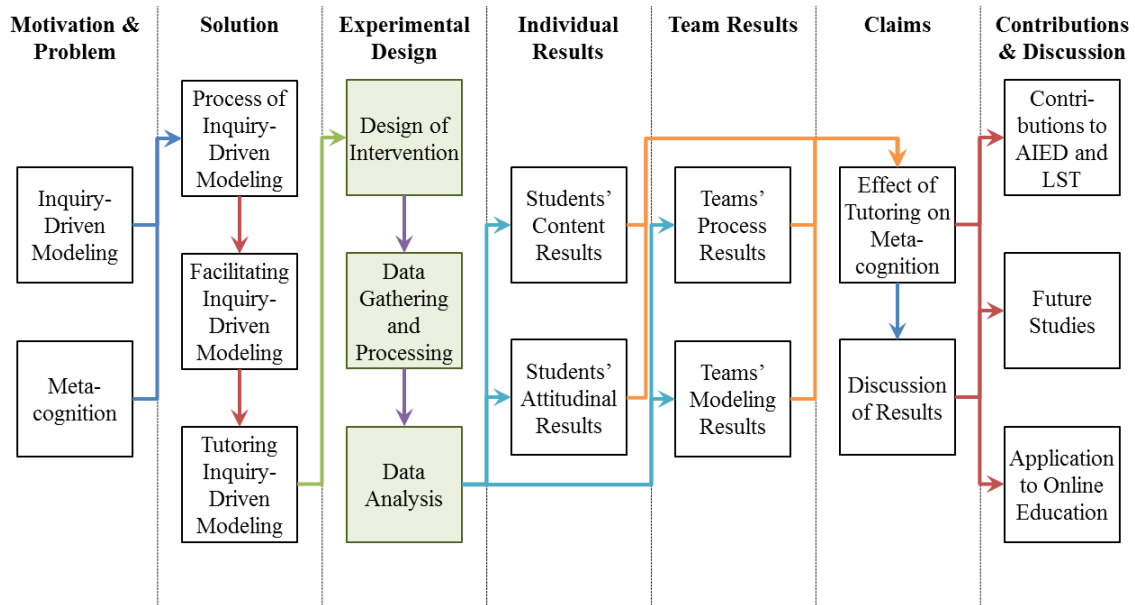 Motivation &
Problem
Solution
Experimental
Design
Individual
Results
Team Results
Claims
Contributions
& Discussion
Inquiry-
Driven
Modeling
Meta-
cognition
Process of
Inquiry-
Driven
Modeling
Facilitating
Inquiry-
Driven
Modeling
Tutoring
Inquiry-
Driven
Modeling
Design of
Intervention
Data
Gathering
and
Processing
Data
Analysis
Students’
Content
Results
Students’
Attitudinal
Results
Teams’
Process
Results
Teams’
Modeling
Results
Effect of
Tutoring on
Meta-
cognition
Discussion
of Results
Contri-
butions to
AIED and
LST
Future
Studies
Application
to Online
Education